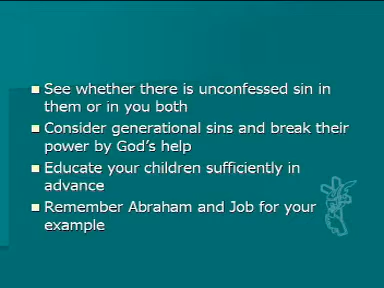 See whether there is unconfessed sin in
them or in you both
Consider generational sins and break their
power by God's help
Educate your children sufficiently in
advance
Remember Abraham and Job for your
example